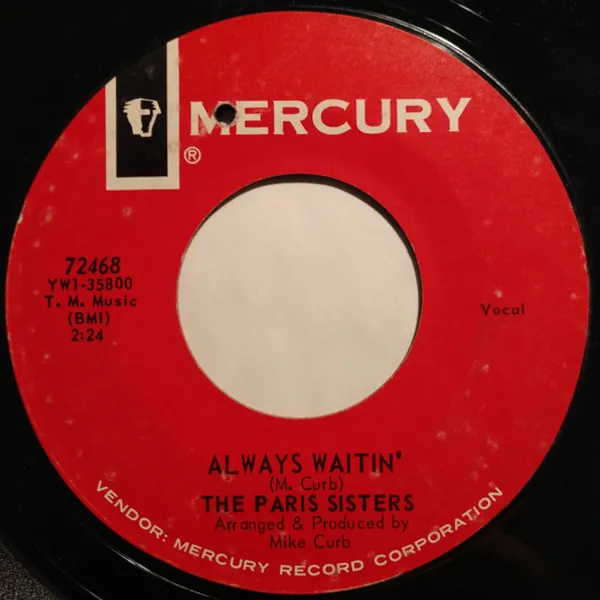 MERCURY
®
72468
YW1-35800
T. M. Music
(BMI)
2:24
Vocal
ALWAYS WAITIN'
(M. Curb)
THE PARIS SISTERS
Arranged & Produced by
Mike Curb
VENDOR: MERCURY RECORD CORPORATION